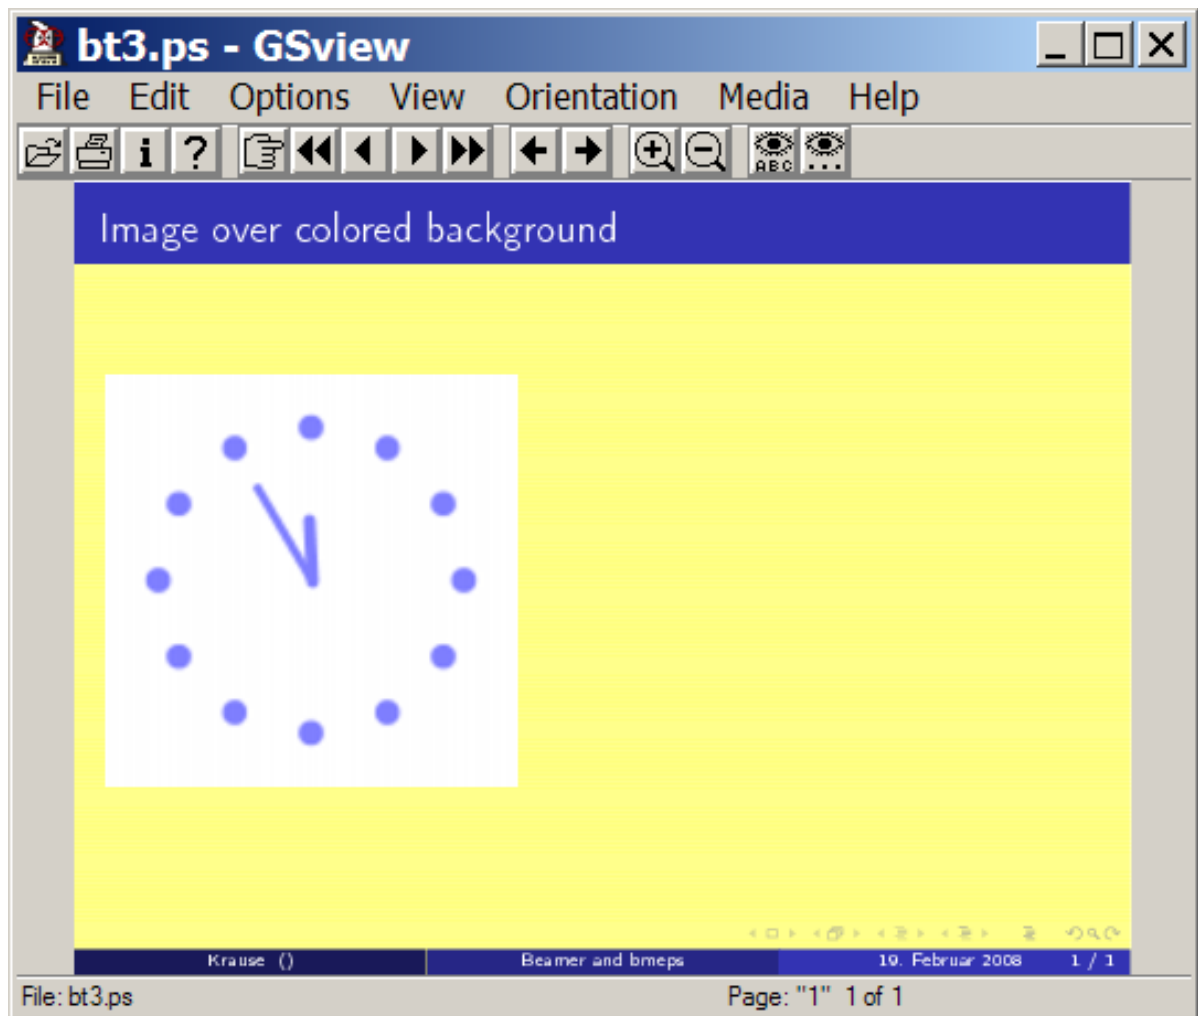 bt3.ps - GSview
File Edit Options View Orientation Media Help
i ? ABC
Image over colored background
Krause () Beamer and bmeps 19. Februar 2008 1 / 1
File: bt3.ps Page: "1" 1 of 1